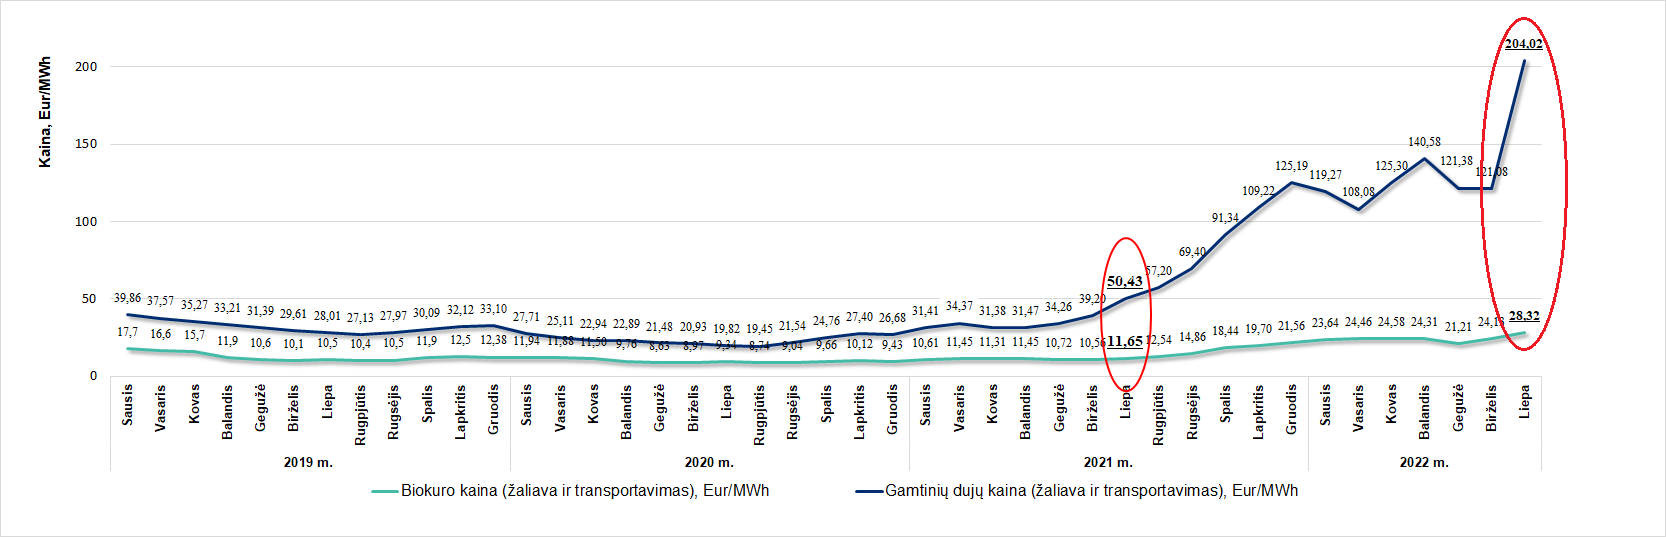 Kaina, Eur/MWh
200
150
100
50
0
39,86 37,57 35,27 33,21 31,39 29,61 28,01 27,13 27,97 30,09 32,12 33,10 27,71 25,11 22,94 22,89 21,48 20,93 19,82 19,45 21,54 24,76 27,40 26,68 31,41 34,37 31,38 31,47 34,26 39,20 50,43 57,20 69,40 91,34 109,22 125,19 119,27 108,08 125,30 140,58 121,38 121,08 204,02
17,7 16,6 15,7 11,9 10,6 10,1 10,5 10,4 10,5 11,9 12,5 12,38 11,94 11,88 11,50 9,76 8,63 8,97 9,34 8,74 9,04 9,66 10,12 9,43 10,61 11,45 11,31 11,45 10,72 10,56 11,65 12,54 14,86 18,44 19,70 21,56 23,64 24,46 24,58 24,31 21,21 28,32
Sausis Vasaris Kovas Balandis Gegužė Birželis Liepa Rugpjūtis Rugsėjis Spalis Lapkritis Gruodis Sausis Vasaris Kovas Balandis Gegužė Birželis Liepa Rugpjūtis Rugsėjis Spalis Lapkritis Gruodis Sausis Vasaris Kovas Balandis Gegužė Birželis Liepa Rugpjūtis Rugsėjis Spalis Lapkritis Gruodis Sausis Vasaris Kovas Balandis Gegužė Birželis Liepa
2019 m. 2020 m. 2021 m. 2022 m.
Biokuro kaina (žaliava ir transportavimas), Eur/MWh Gamtinių dujų kaina (žaliava ir transportavimas), Eur/MWh